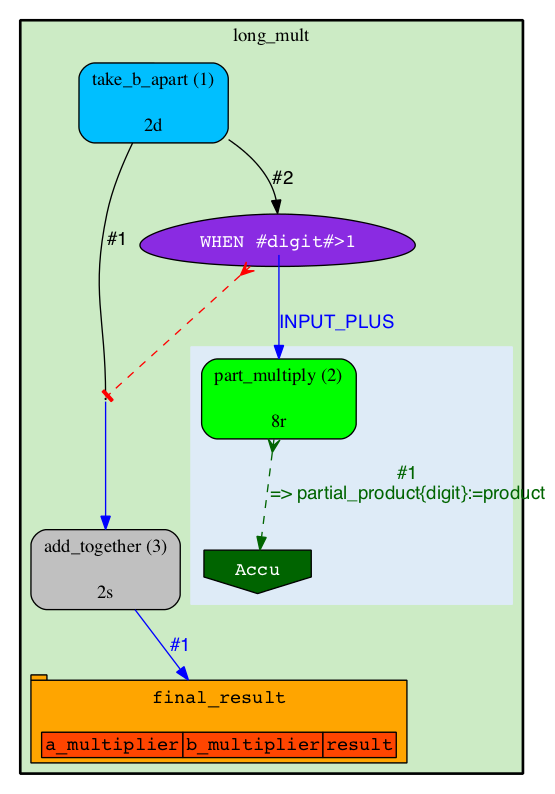 long_mult
take_b_apart (1)
2d
#2
#1
WHEN #digit#>1
INPUT_PLUS
part_multiply (2)
8r
#1
=> partial_product{digit}:=product
add_together (3)
2s
Accu
#1
final_result
a_multiplier b_multiplier result